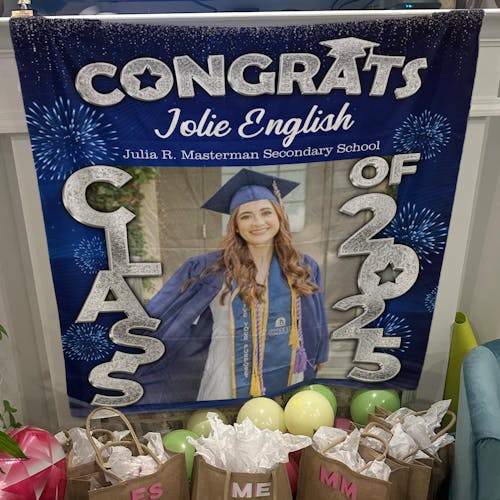 CONGRATS
Jolie English
Julia R. Masterman Secondary School
CLASS
OF
2025
ES
ME
MM